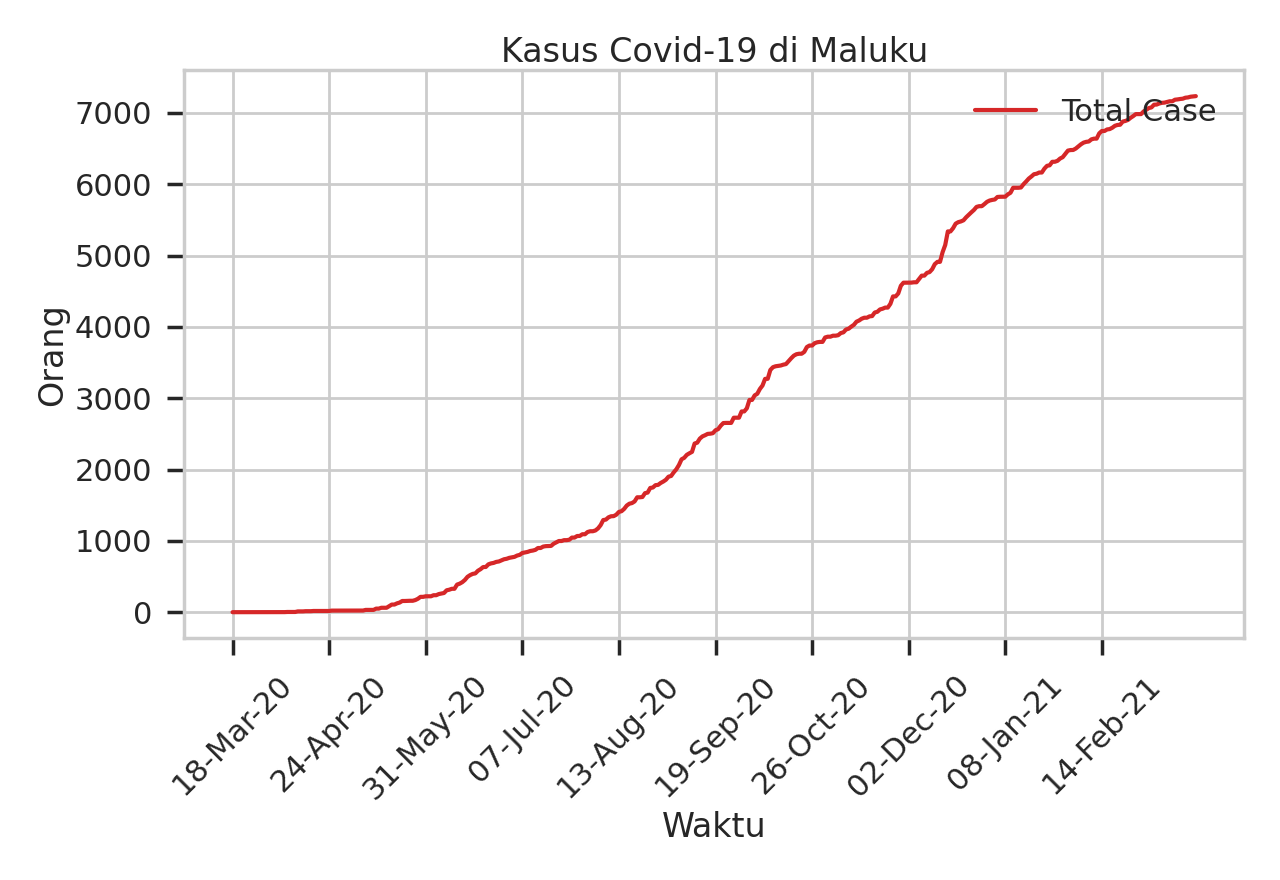 Kasus Covid-19 di Maluku
Total Case
7000
6000
5000
4000
3000
2000
1000
0
Orang
18-Mar-20
24-Apr-20
31-May-20
07-Jul-20
13-Aug-20
19-Sep-20
26-Oct-20
02-Dec-20
08-Jan-21
14-Feb-21
Waktu